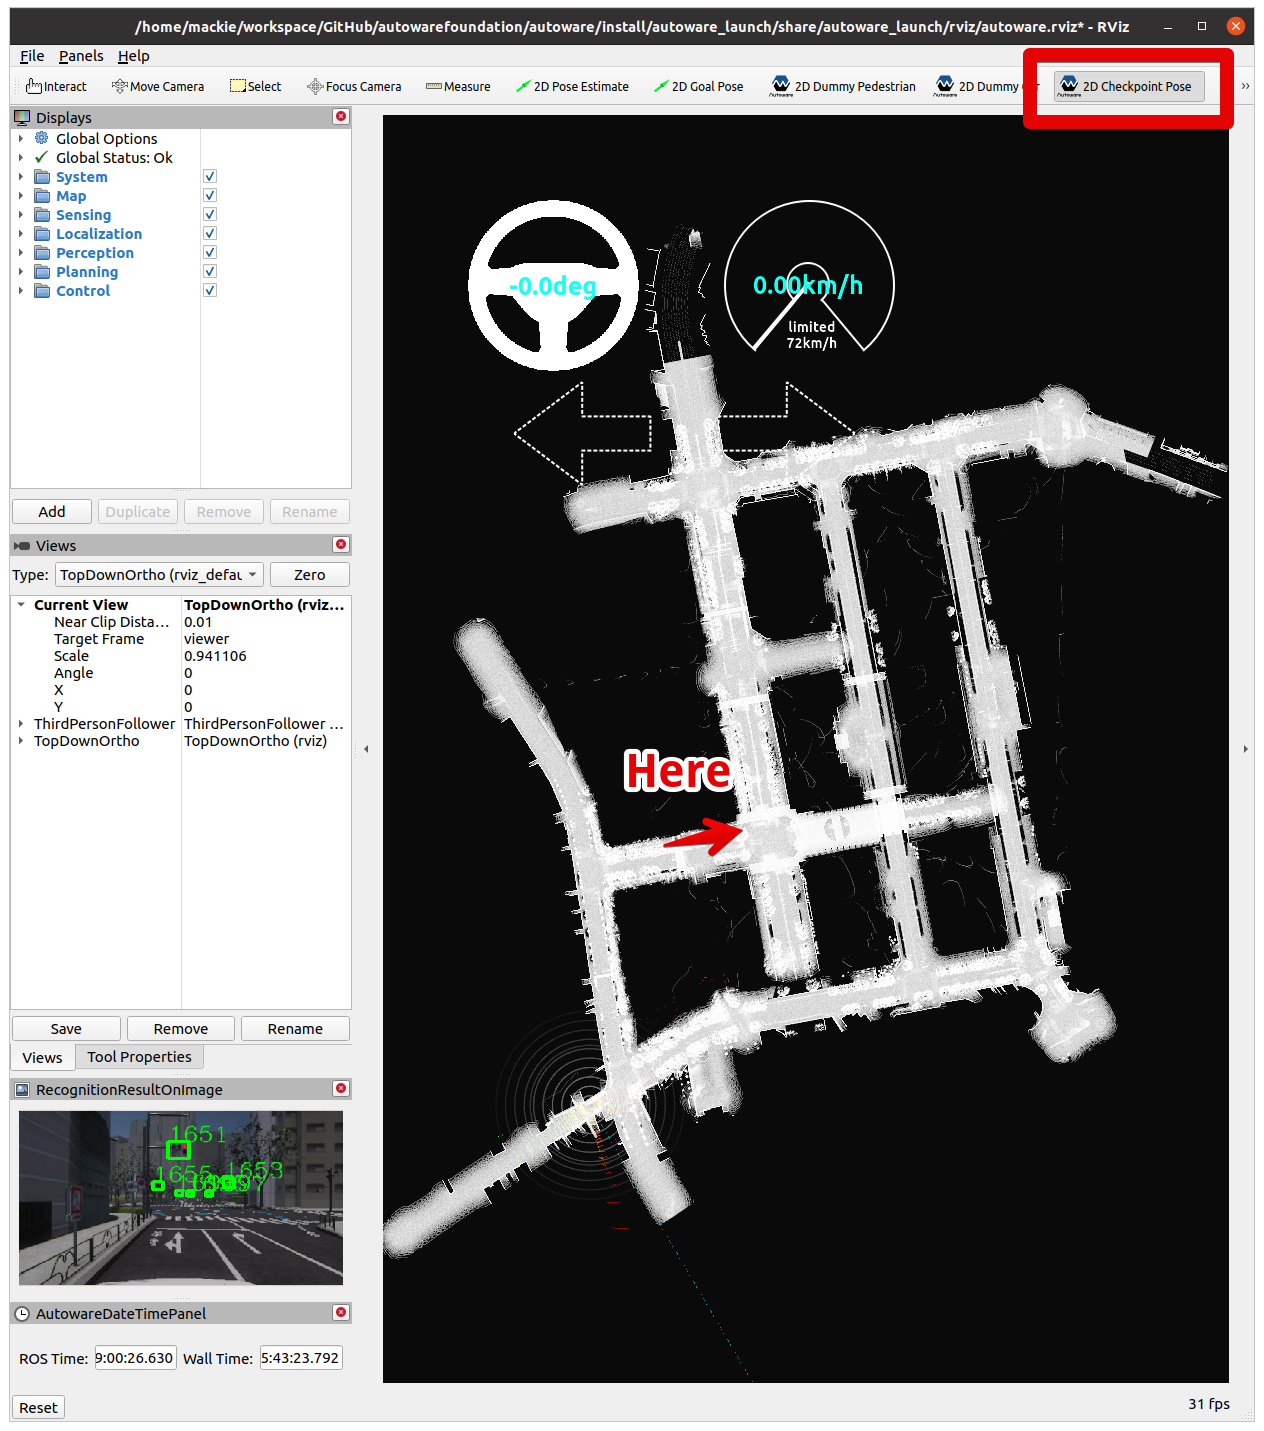 /home/mackie/workspace/GitHub/autowarefoundation/autoware/install/autoware_launch/share/autoware_launch/rviz/autoware.rviz* - RViz
File Panels Help
Interact Move Camera Select Focus Camera Measure 2D Pose Estimate 2D Goal Pose 2D Dummy Pedestrian 2D Dummy 2D Checkpoint Pose »
Displays
Global Options
Global Status: Ok
System
Map
Sensing
Localization
Perception
Planning
Control
Add Duplicate Remove Rename
Views
Type: TopDownOrtho (rviz_defau Zero
Current View TopDownOrtho (rviz...
Near Clip Dista... 0.01
Target Frame viewer
Scale 0.941106
Angle 0
X 0
Y 0
ThirdPersonFollower ThirdPersonFollower ...
TopDownOrtho TopDownOrtho (rviz)
Save Remove Rename
Views Tool Properties
RecognitionResultOnImage
1651
1655
1653
AutowareDateTimePanel
ROS Time: 9:00:26.630 Wall Time: 5:43:23.792
Reset
-0.0deg
0.00km/h
limited
72km/h
Here
31 fps